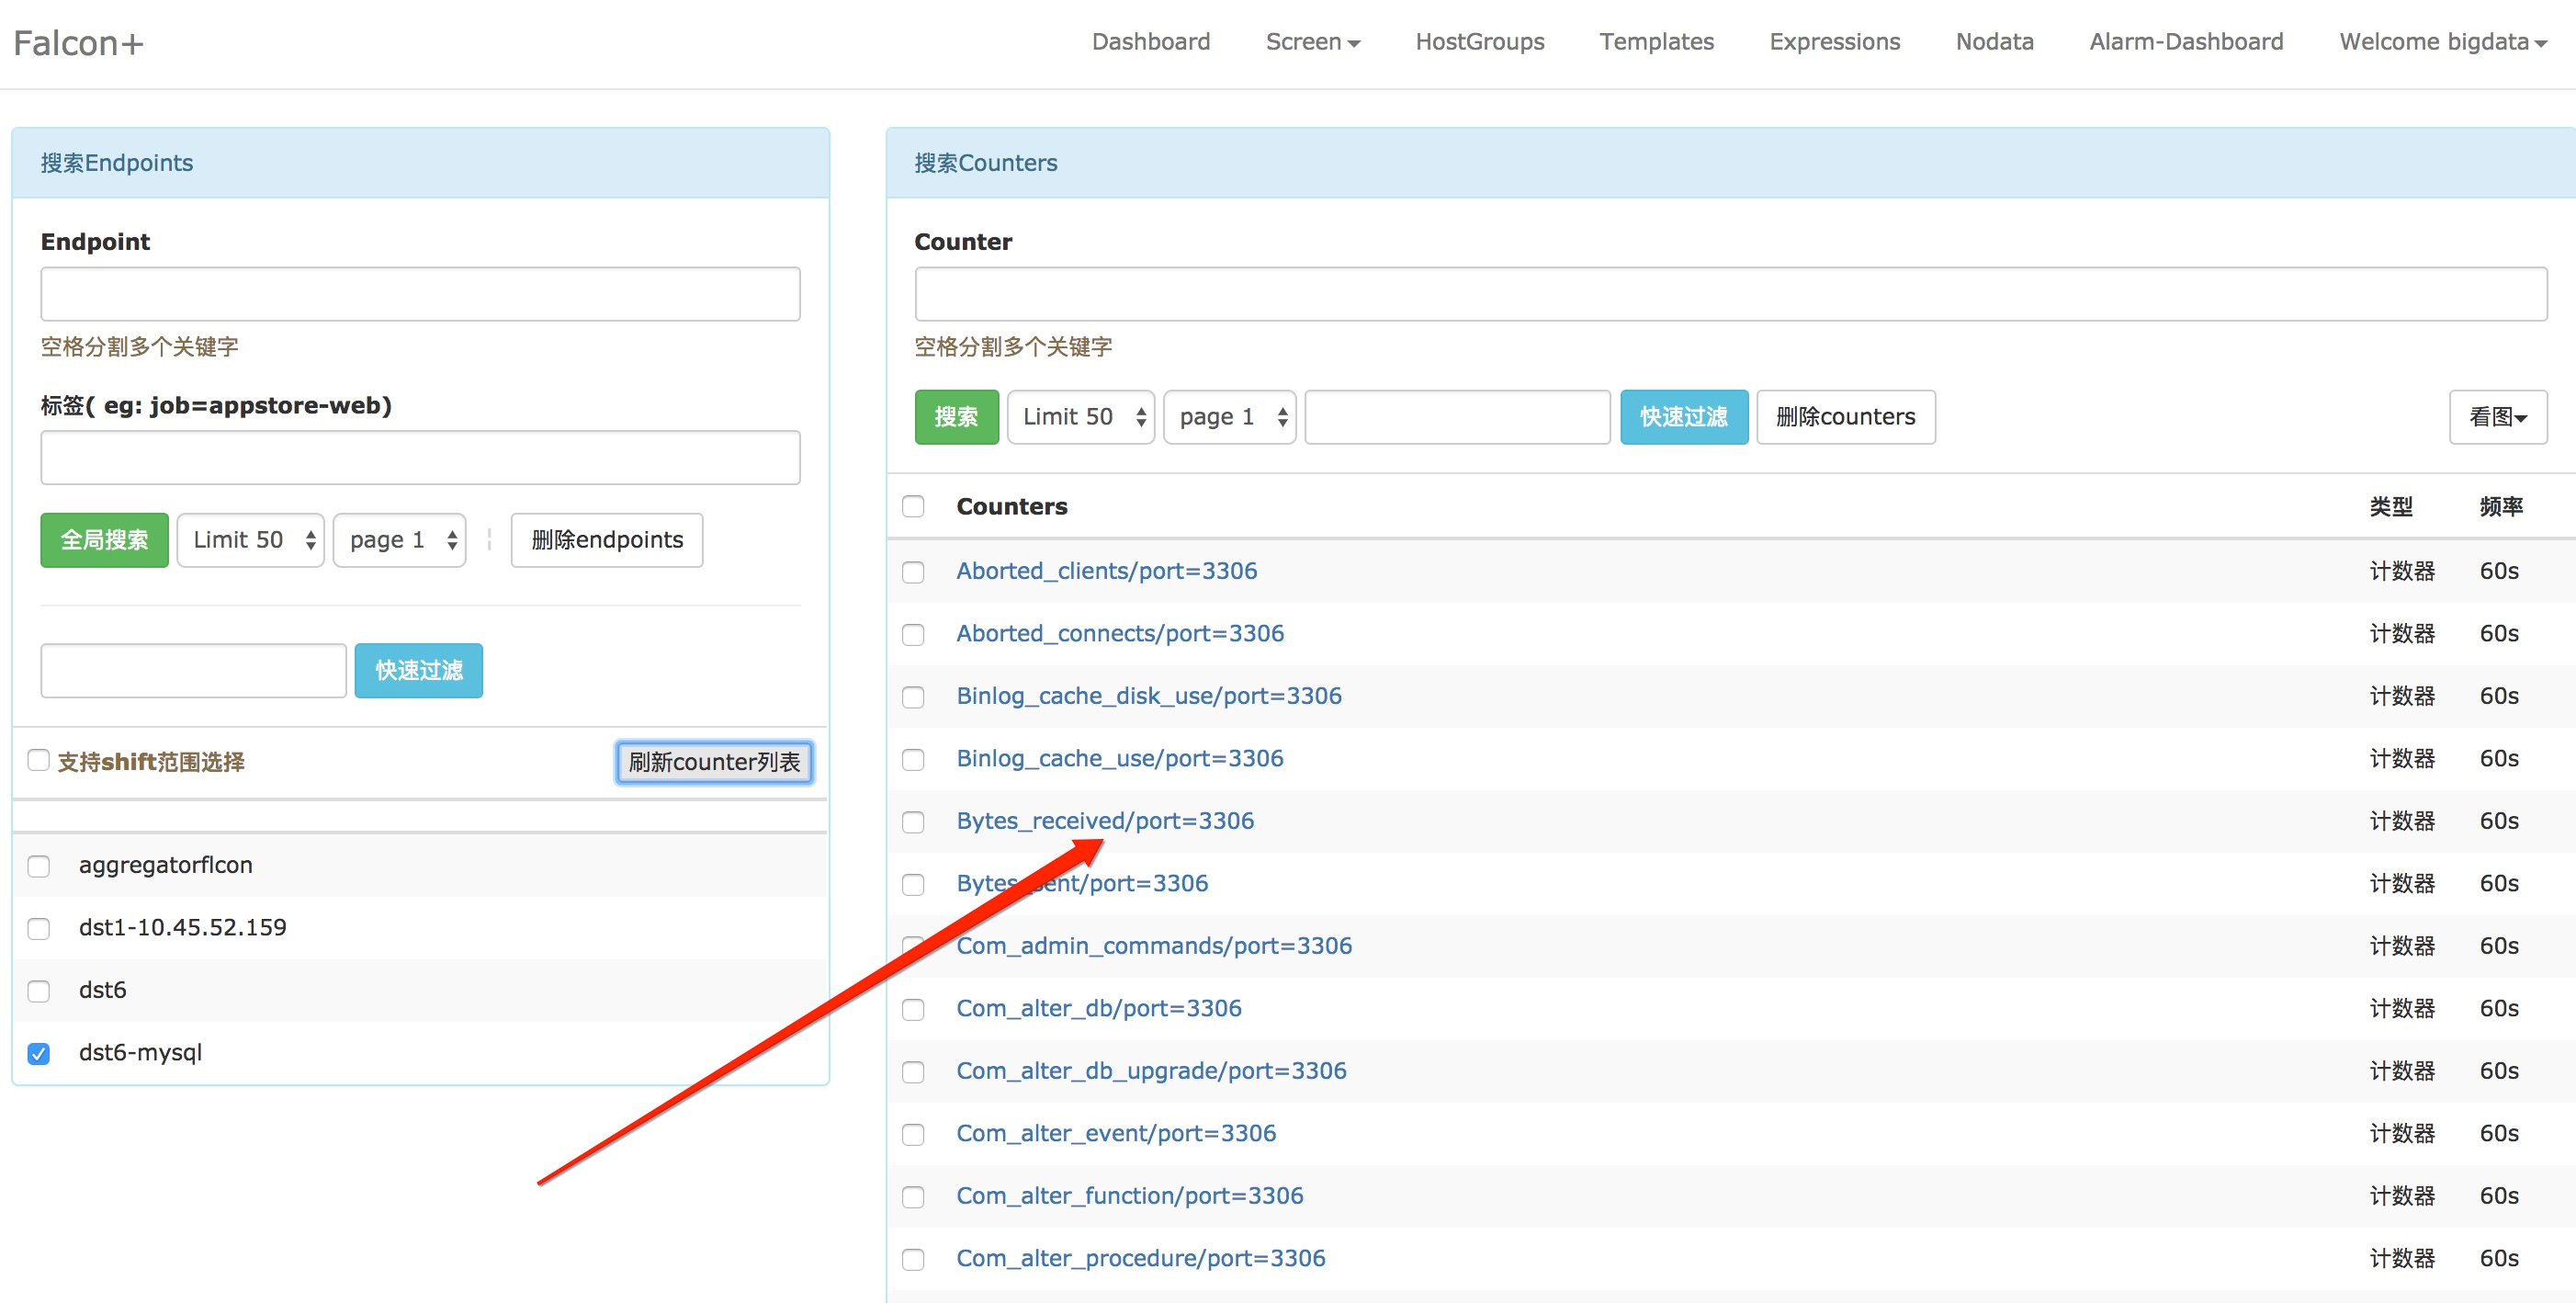 Falcon+
Dashboard Screen HostGroups Templates Expressions Nodata Alarm-Dashboard Welcome bigdata
搜索Endpoints
Endpoint
空格分割多个关键字
标签( eg: job=appstore-web)
全局搜索 Limit 50 page 1 删除endpoints
快速过滤
支持shift范围选择 刷新counter列表
aggregatorflcon
dst1-10.45.52.159
dst6
dst6-mysql
搜索Counters
Counter
空格分割多个关键字
搜索 Limit 50 page 1 快速过滤 删除counters 看图
Counters 类型 频率
Aborted_clients/port=3306 计数器 60s
Aborted_connects/port=3306 计数器 60s
Binlog_cache_disk_use/port=3306 计数器 60s
Binlog_cache_use/port=3306 计数器 60s
Bytes_received/port=3306 计数器 60s
Bytes_sent/port=3306 计数器 60s
Com_admin_commands/port=3306 计数器 60s
Com_alter_db/port=3306 计数器 60s
Com_alter_db_upgrade/port=3306 计数器 60s
Com_alter_event/port=3306 计数器 60s
Com_alter_function/port=3306 计数器 60s
Com_alter_procedure/port=3306 计数器 60s